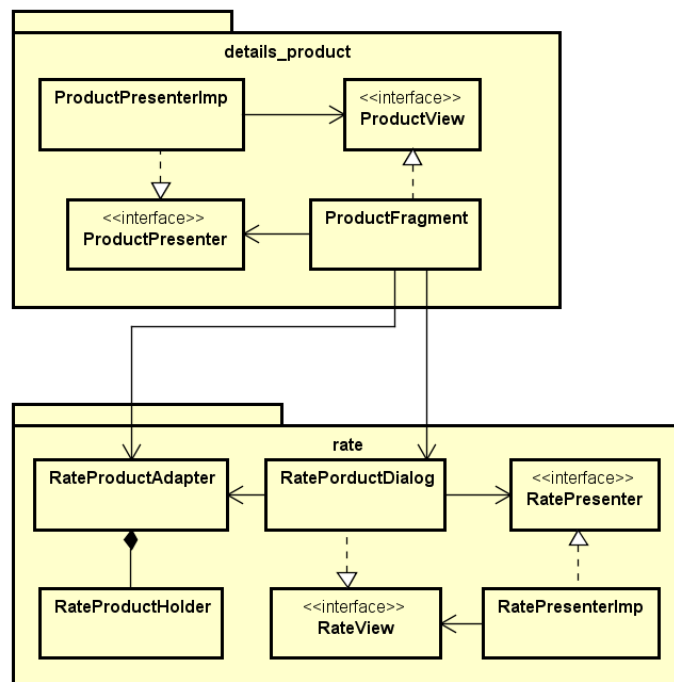 details_product
ProductPresenterImp
<<interface>>
ProductView
<<interface>>
ProductPresenter
ProductFragment
rate
RateProductAdapter
RatePorductDialog
<<interface>>
RatePresenter
RateProductHolder
<<interface>>
RateView
RatePresenterImp